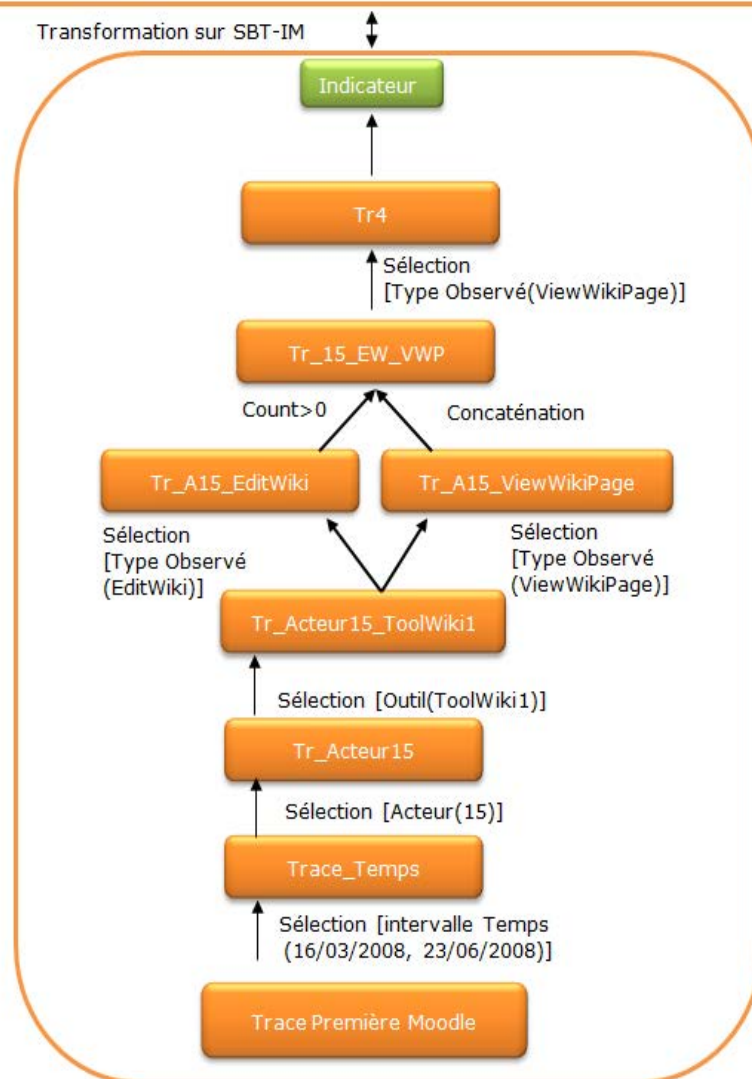 Transformation sur SBT-IM
Indicateur
Tr4
Sélection
[Type Observé(ViewWikiPage)]
Tr_15_EW_VWP
Count>0
Concaténation
Tr_A15_EditWiki
Tr_A15_ViewWikiPage
Sélection
[Type Observé
(EditWiki)]
Sélection
[Type Observé
(ViewWikiPage)]
Tr_Acteur15_ToolWiki1
Sélection [Outil(ToolWiki1)]
Tr_Acteur15
Sélection [Acteur(15)]
Trace_Temps
Sélection [intervalle Temps
(16/03/2008, 23/06/2008)]
Trace Première Moodle